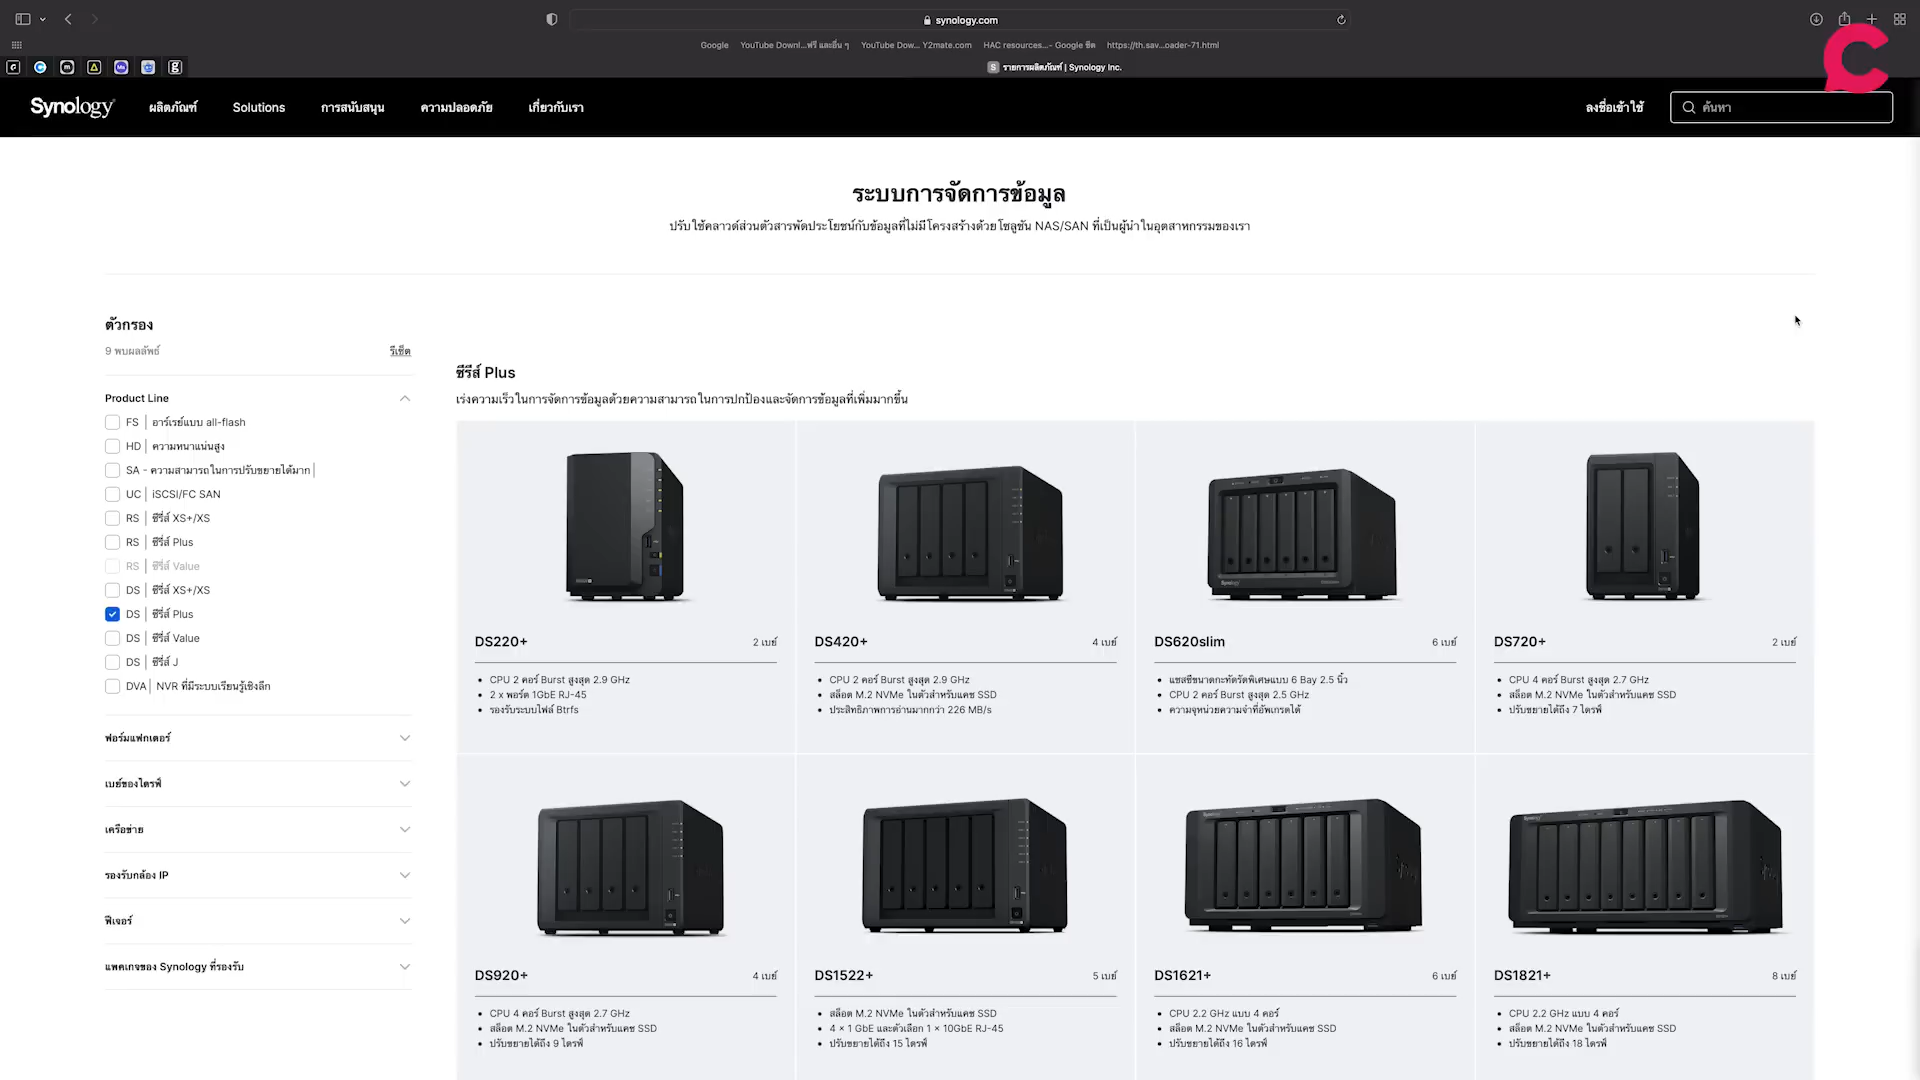 synology.com
Google
YouTube Downl...ฟรี และอื่น ๆ
YouTube Dow... Y2mate.com
HAC resources...- Google ชีต
https://th.sav...oader-71.html
S รายการผลิตภัณฑ์ | Synology Inc.
Synology
ผลิตภัณฑ์
Solutions
การสนับสนุน
ความปลอดภัย
เกี่ยวกับเรา
ลงชื่อเข้าใช้
ค้นหา
ระบบการจัดการข้อมูล
ปรับใช้คลาวด์ส่วนตัวสารพัดประโยชน์กับข้อมูลที่ไม่มีโครงสร้างด้วยโซลูชัน NAS/SAN ที่เป็นผู้นำในอุตสาหกรรมของเรา
ตัวกรอง
9 พบผลลัพธ์
รีเซ็ต
Product Line
FS | อาร์เรย์แบบ all-flash
HD | ความหนาแน่นสูง
SA - ความสามารถในการปรับขยายได้มาก |
UC | iSCSI/FC SAN
RS | ซีรี่ส์ XS+/XS
RS | ซีรี่ส์ Plus
RS | ซีรี่ส์ Value
DS | ซีรี่ส์ XS+/XS
DS | ซีรี่ส์ Plus
DS | ซีรี่ส์ Value
DS | ซีรี่ส์ J
DVA | NVR ที่มีระบบเรียนรู้เชิงลึก
ฟอร์มแฟกเตอร์
เบย์ของไดรฟ์
เครือข่าย
รองรับกล้อง IP
ฟีเจอร์
แพคเกจของ Synology ที่รองรับ
ซีรีส์ Plus
เร่งความเร็วในการจัดการข้อมูลด้วยความสามารถในการปกป้องและจัดการข้อมูลที่เพิ่มมากขึ้น
DS220+
2 เบย์
CPU 2 คอร์ Burst สูงสุด 2.9 GHz
2 x พอร์ต 1GbE RJ-45
รองรับระบบไฟล์ Btrfs
DS420+
4 เบย์
CPU 2 คอร์ Burst สูงสุด 2.9 GHz
สล็อต M.2 NVMe ในตัวสำหรับแคช SSD
ประสิทธิภาพการอ่านมากกว่า 226 MB/s
DS620slim
6 เบย์
แชสซีขนาดกะทัดรัดพิเศษแบบ 6 Bay 2.5 นิ้ว
CPU 2 คอร์ Burst สูงสุด 2.5 GHz
ความจุหน่วยความจำที่อัพเกรดได้
DS720+
2 เบย์
CPU 4 คอร์ Burst สูงสุด 2.7 GHz
สล็อต M.2 NVMe ในตัวสำหรับแคช SSD
ปรับขยายได้ถึง 7 ไดรฟ์
DS920+
4 เบย์
CPU 4 คอร์ Burst สูงสุด 2.7 GHz
สล็อต M.2 NVMe ในตัวสำหรับแคช SSD
ปรับขยายได้ถึง 9 ไดรฟ์
DS1522+
5 เบย์
สล็อต M.2 NVMe ในตัวสำหรับแคช SSD
4 × 1 GbE และตัวเลือก 1 × 10GbE RJ-45
ปรับขยายได้ถึง 15 ไดรฟ์
DS1621+
6 เบย์
CPU 2.2 GHz แบบ 4 คอร์
สล็อต M.2 NVMe ในตัวสำหรับแคช SSD
ปรับขยายได้ถึง 16 ไดรฟ์
DS1821+
8 เบย์
CPU 2.2 GHz แบบ 4 คอร์
สล็อต M.2 NVMe ในตัวสำหรับแคช SSD
ปรับขยายได้ถึง 18 ไดรฟ์